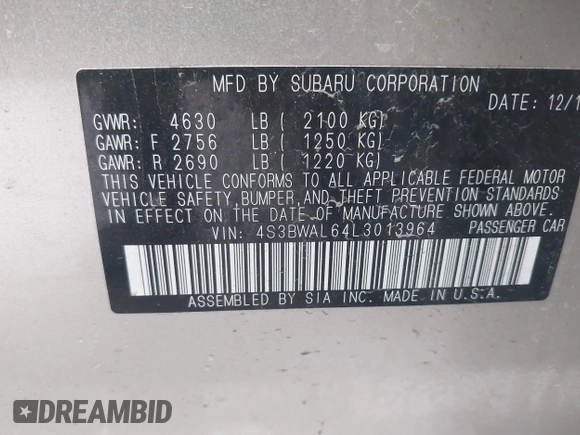 MFD BY SUBARU CORPORATION
DATE: 12/1
GVWR: 4630 LB ( 2100 KG)
GAWR: F 2756 LB ( 1250 KG)
GAWR: R 2690 LB ( 1220 KG)
THIS VEHICLE CONFORMS TO ALL APPLICABLE FEDERAL MOTOR
VEHICLE SAFETY, BUMPER, AND THEFT PREVENTION STANDARDS
IN EFFECT ON THE DATE OF MANUFACTURE SHOWN ABOVE.
VIN: 4S3BWAL64L3013964 PASSENGER CAR
ASSEMBLED BY SIA INC. MADE IN U.S.A.
DREAMBID